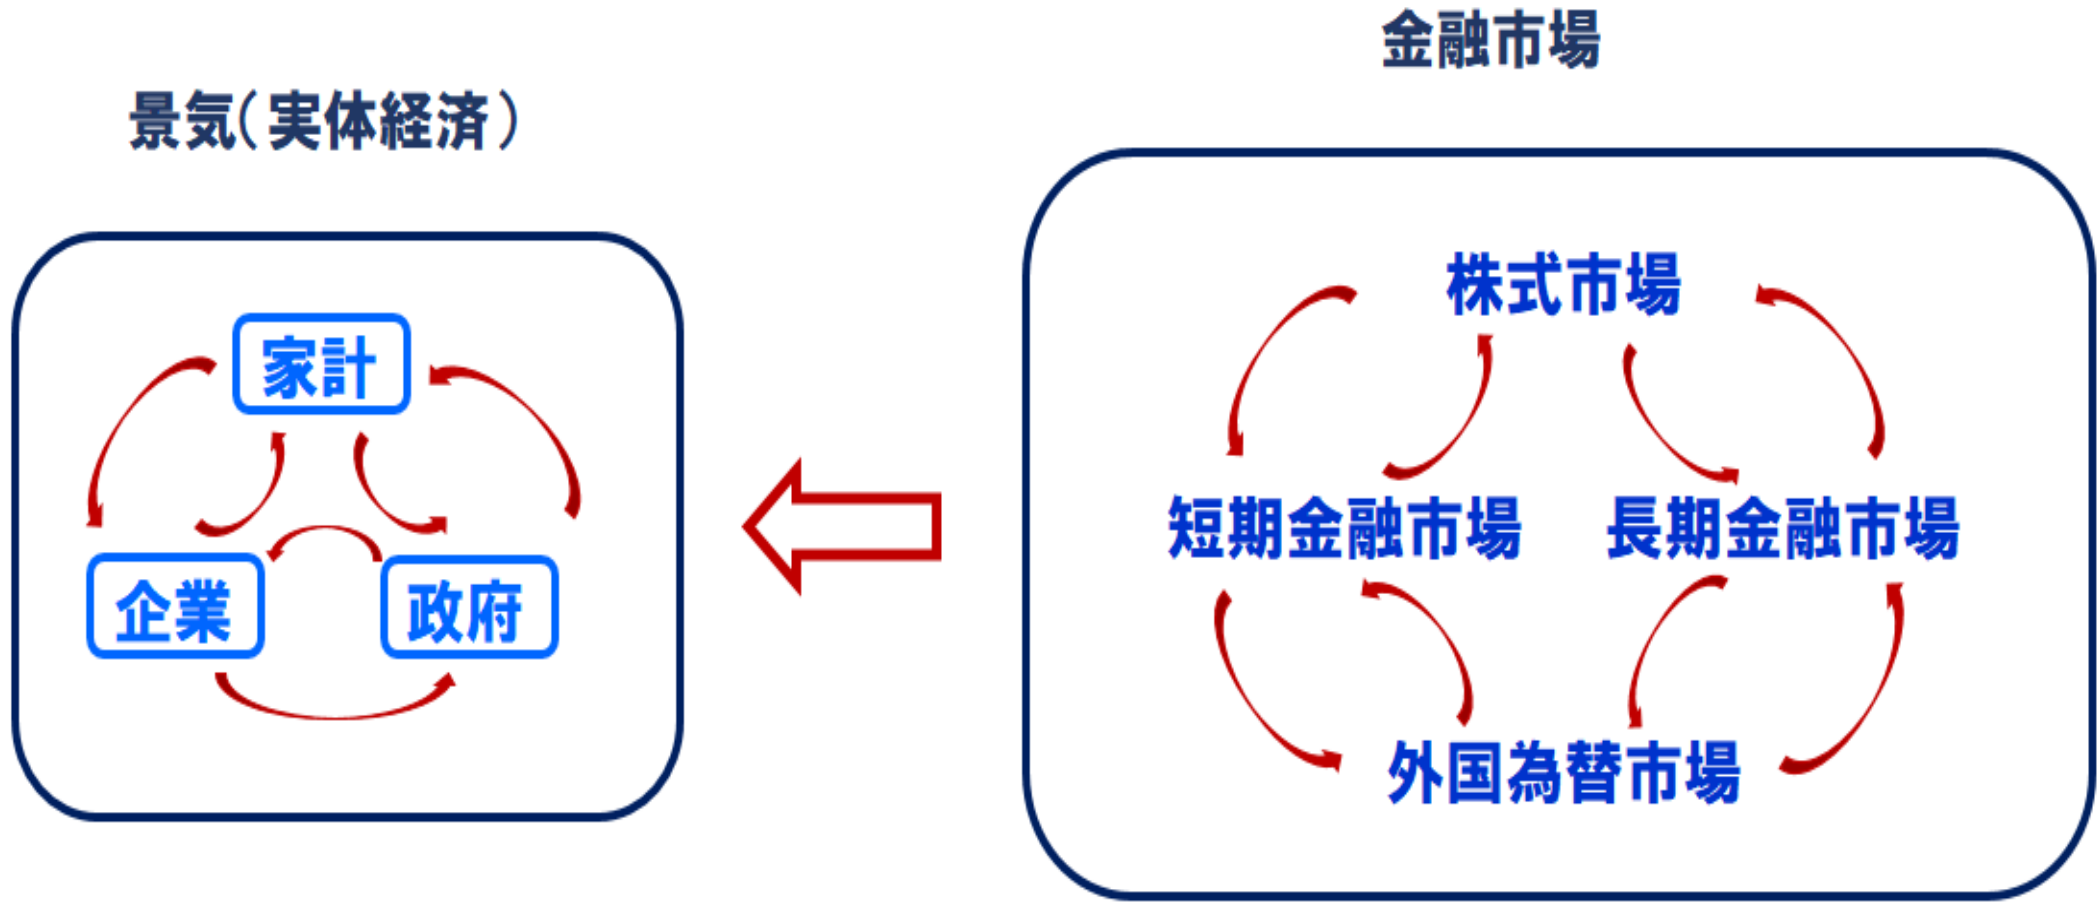 金融市場
景気(実体経済)
家計
企業
政府
株式市場
短期金融市場
長期金融市場
外国為替市場